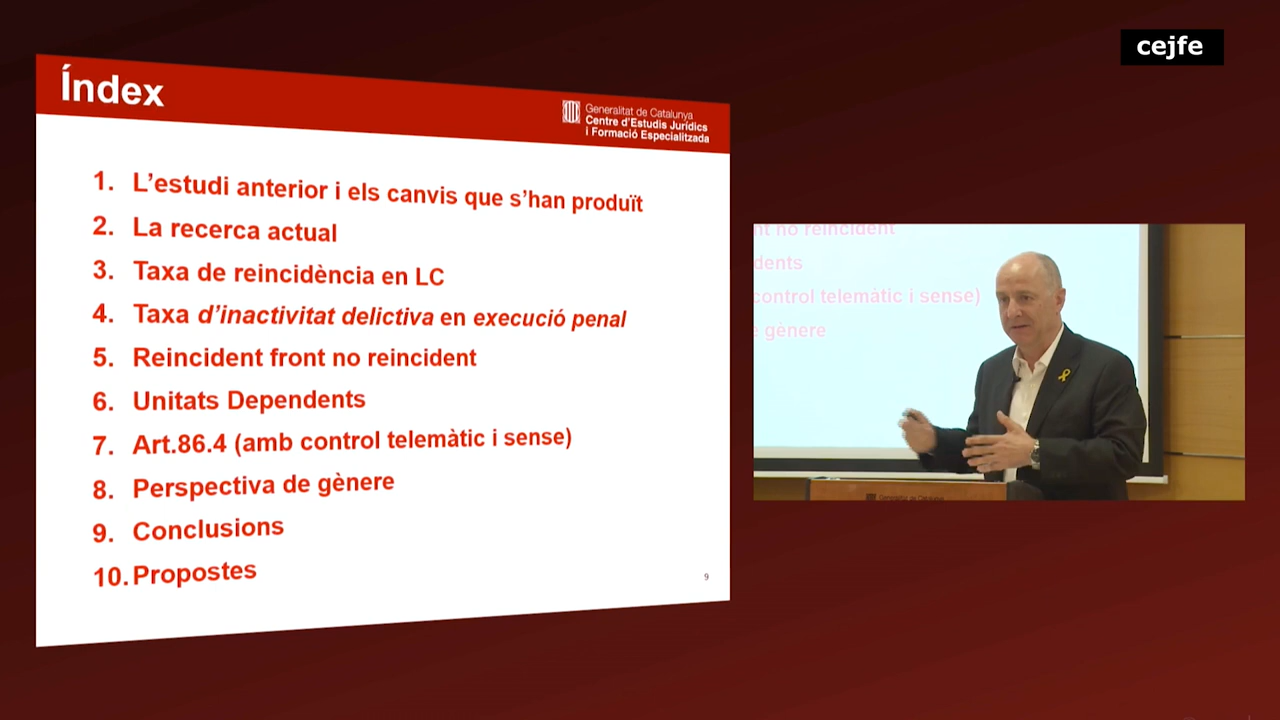 cejfe
Índex
Generalitat de Catalunya
Centre d'Estudis Jurídics
i Formació Especialitzada
1. L'estudi anterior i els canvis que s'han produït
2. La recerca actual
3. Taxa de reincidència en LC
4. Taxa d'inactivitat delictiva en execució penal
5. Reincident front no reincident
6. Unitats Dependents
7. Art.86.4 (amb control telemàtic i sense)
8. Perspectiva de gènere
9. Conclusions
10. Propostes
9
nt no reincident
dents
control telemàtic i sense)
gènere
Generalitat de Catalunya